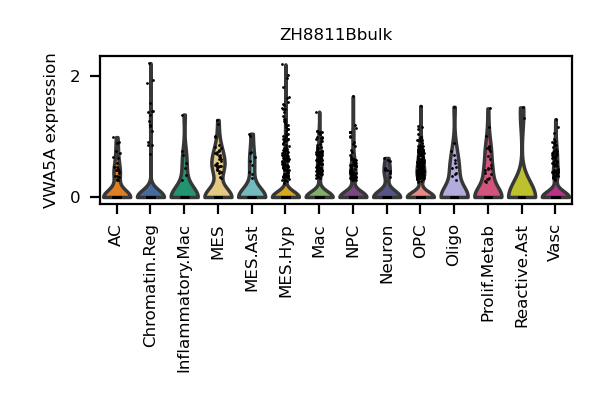 ZH8811Bbulk
VWA5A expression
2
0
AC
Chromatin.Reg
Inflammatory.Mac
MES
MES.Ast
MES.Hyp
Mac
NPC
Neuron
OPC
Oligo
Prolif.Metab
Reactive.Ast
Vasc